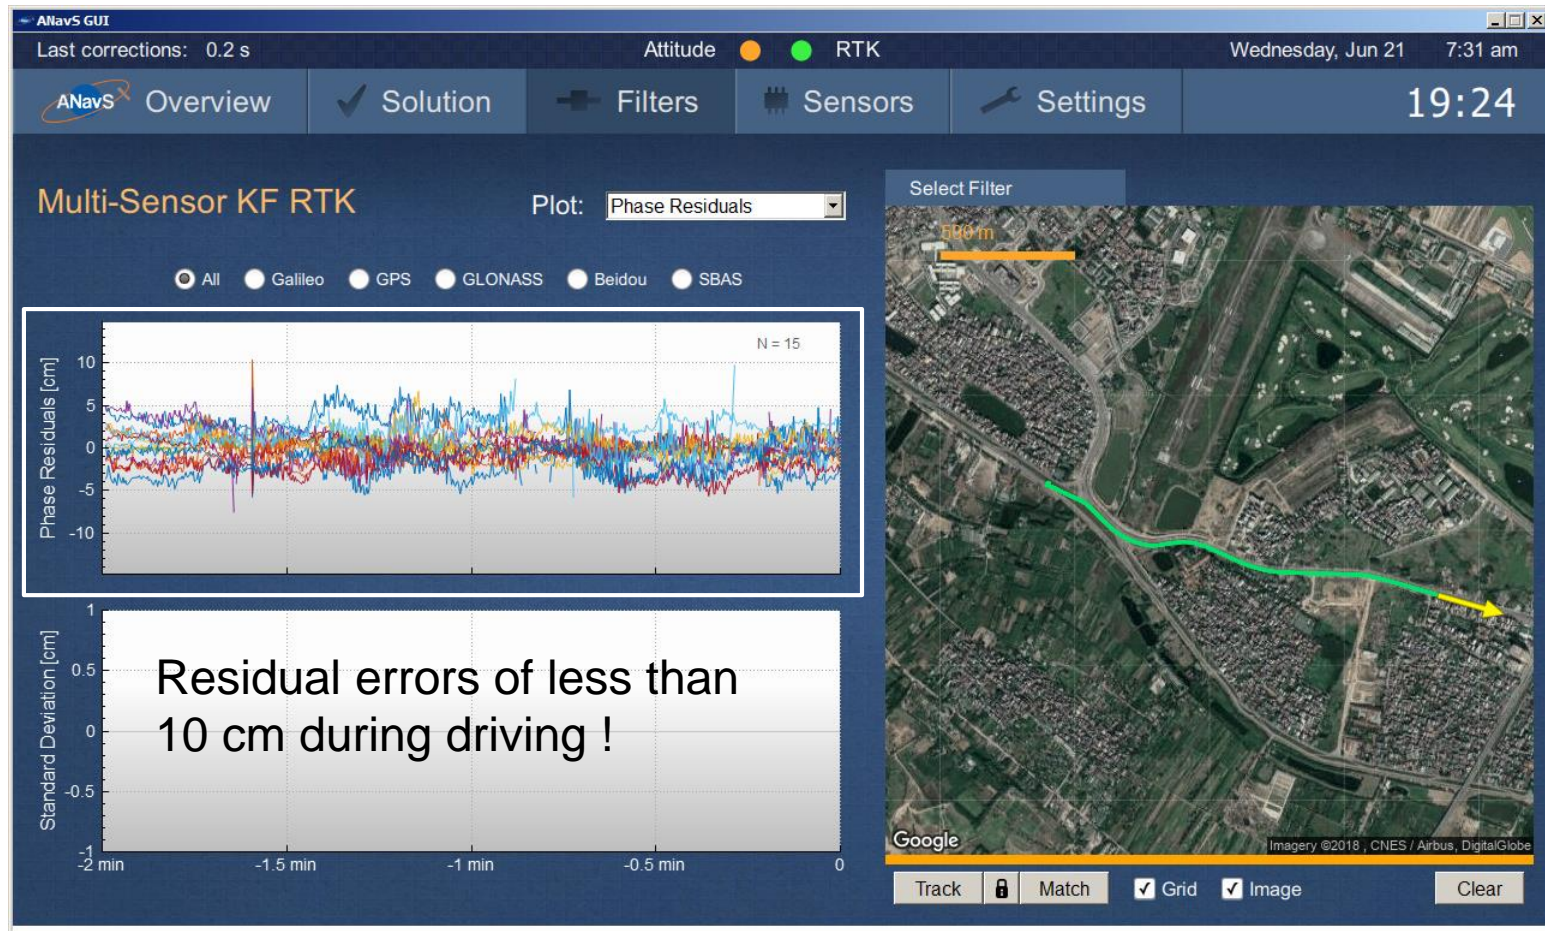 ANavS GUI
Last corrections: 0.2 s
Attitude
RTK
Wednesday, Jun 21
7:31 am
ANavS
Overview
Solution
Filters
Sensors
Settings
19:24
Multi-Sensor KF RTK
Plot:
Phase Residuals
Select Filter
590 m
All
Galileo
GPS
GLONASS
Beidou
SBAS
Phase Residuals [cm]
10
5
0
-5
-10
N = 15
Standard Deviation [cm]
1
0.5
0
-0.5
-1
Residual errors of less than
10 cm during driving !
-2 min
-1.5 min
-1 min
-0.5 min
0
Google
Imagery ©2018 , CNES / Airbus, DigitalGlobe
Track
Match
Grid
Image
Clear